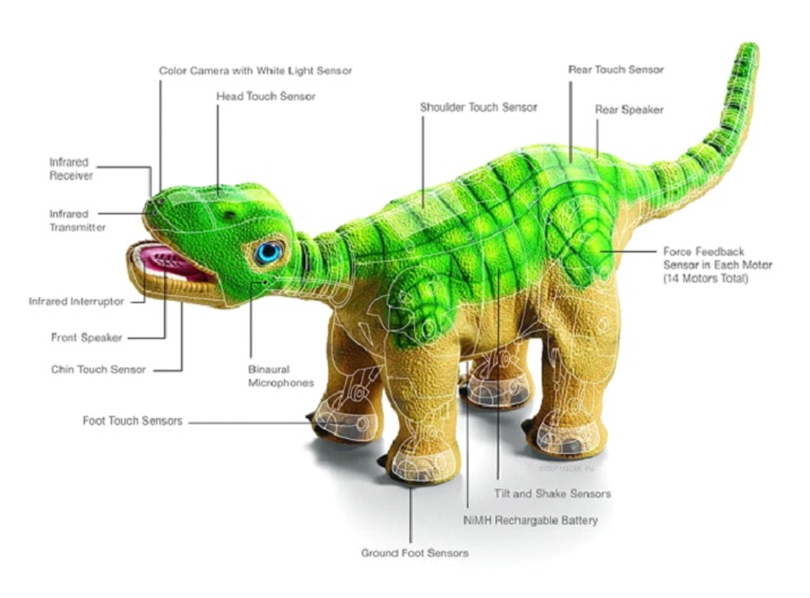 Color Camera with White Light Sensor
Head Touch Sensor
Rear Touch Sensor
Shoulder Touch Sensor
Rear Speaker
Infrared
Receiver
Infrared
Transmitter
Force Feedback
Sensor in Each Motor
(14 Motors Total)
Infrared Interruptor
Front Speaker
Chin Touch Sensor
Binaural
Microphones
Foot Touch Sensors
Tilt and Shake Sensors
NiMH Rechargable Battery
Ground Foot Sensors